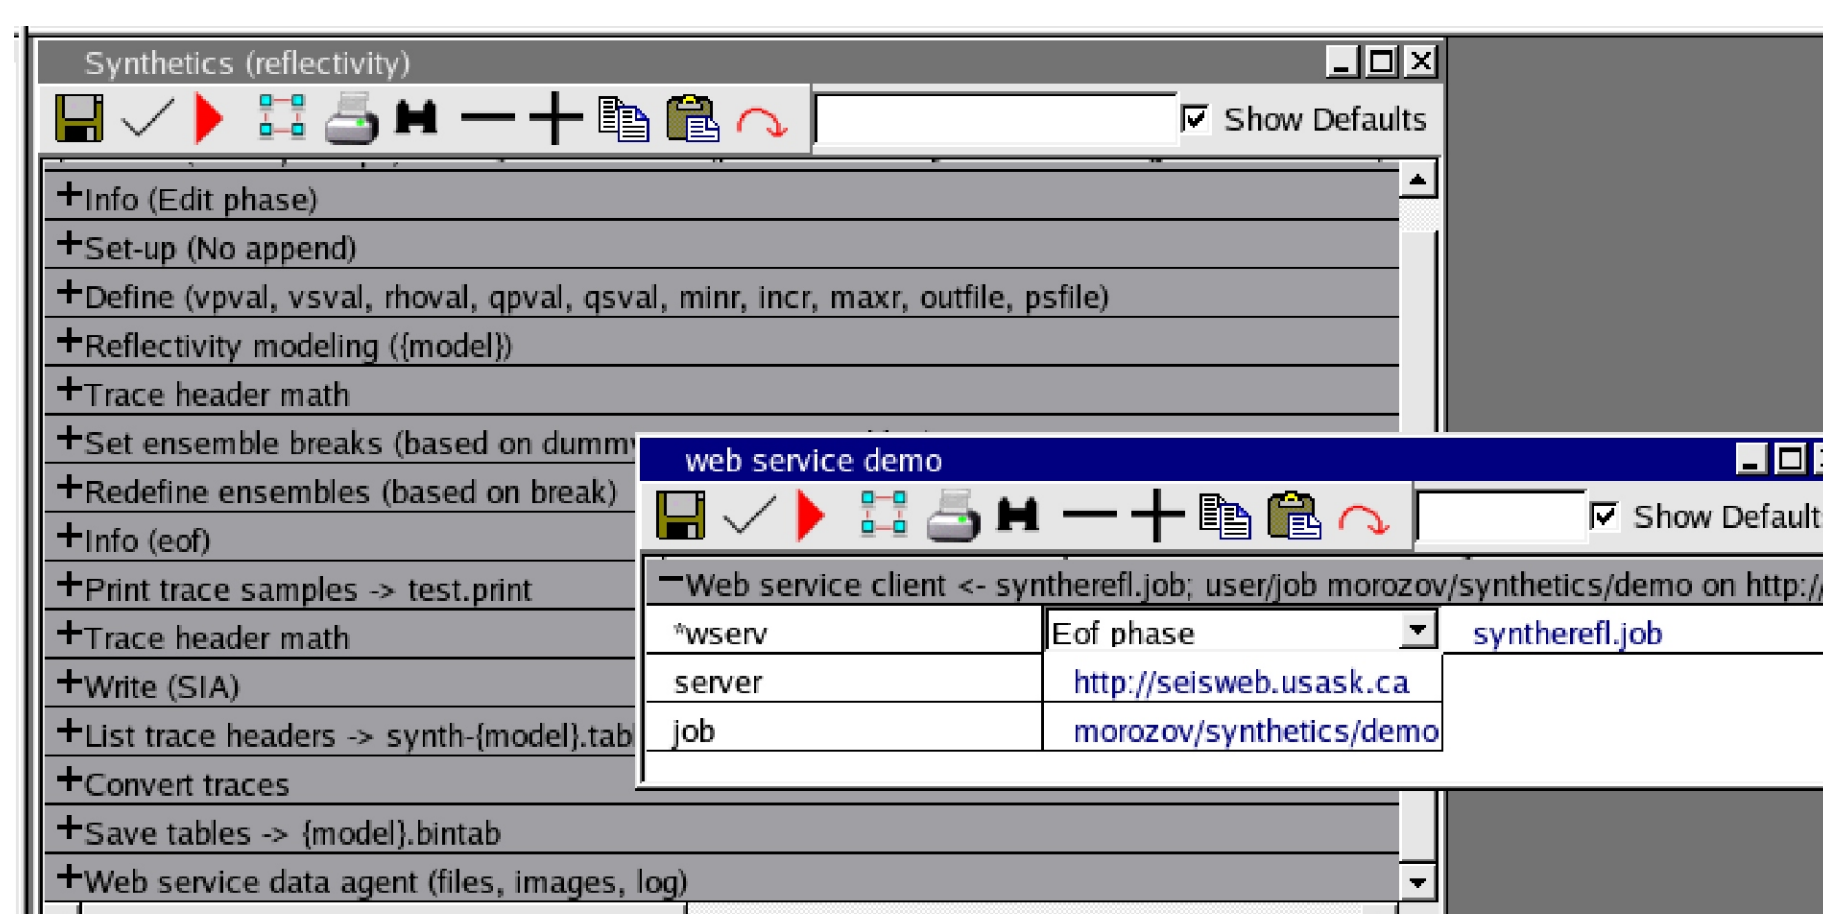 Synthetics (reflectivity)
Show Defaults
+Info (Edit phase)
+Set-up (No append)
+Define (vpval, vsval, rhoval, qpval, qsval, minr, incr, maxr, outfile, psfile)
+Reflectivity modeling ({model})
+Trace header math
+Set ensemble breaks (based on dummy
+Redefine ensembles (based on break)
+Info (eof)
+Print trace samples -> test.print
+Trace header math
+Write (SIA)
+List trace headers -> synth-{model}.tab
+Convert traces
+Save tables -> {model}.bintab
+Web service data agent (files, images, log)
web service demo
Show Default
−Web service client <- syntherefl.job; user/job morozov/synthetics/demo on http://
*wserv Eof phase syntherefl.job
server http://seisweb.usask.ca
job morozov/synthetics/demo